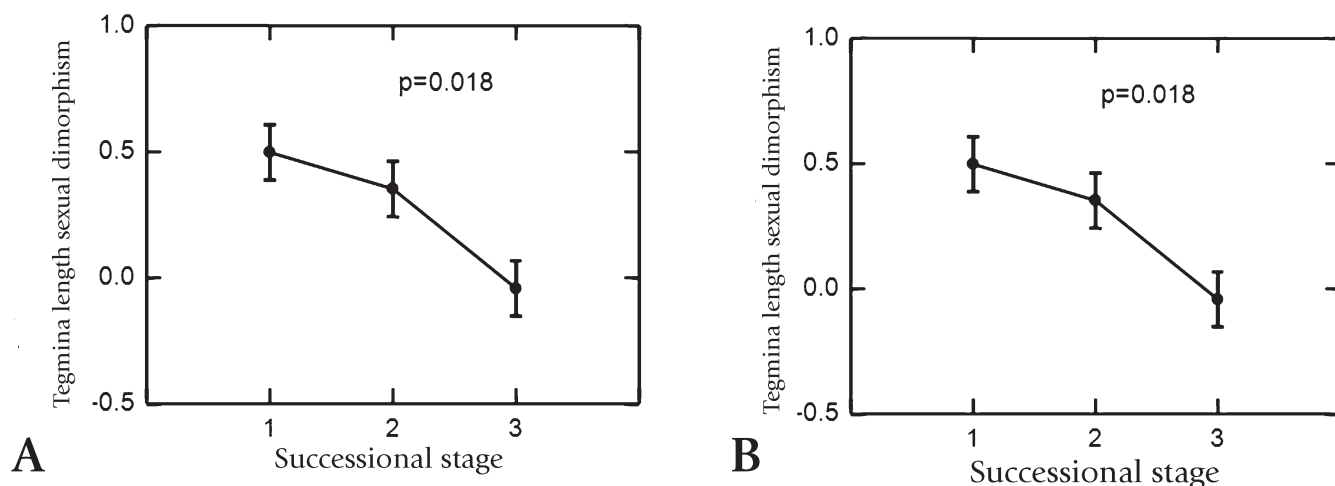 Tegmina length sexual dimorphism
1.0
0.5
0.0
-0.5
p=0.018
1 2 3
Successional stage
A
Tegmina length sexual dimorphism
1.0
0.5
0.0
-0.5
p=0.018
1 2 3
Successional stage
B